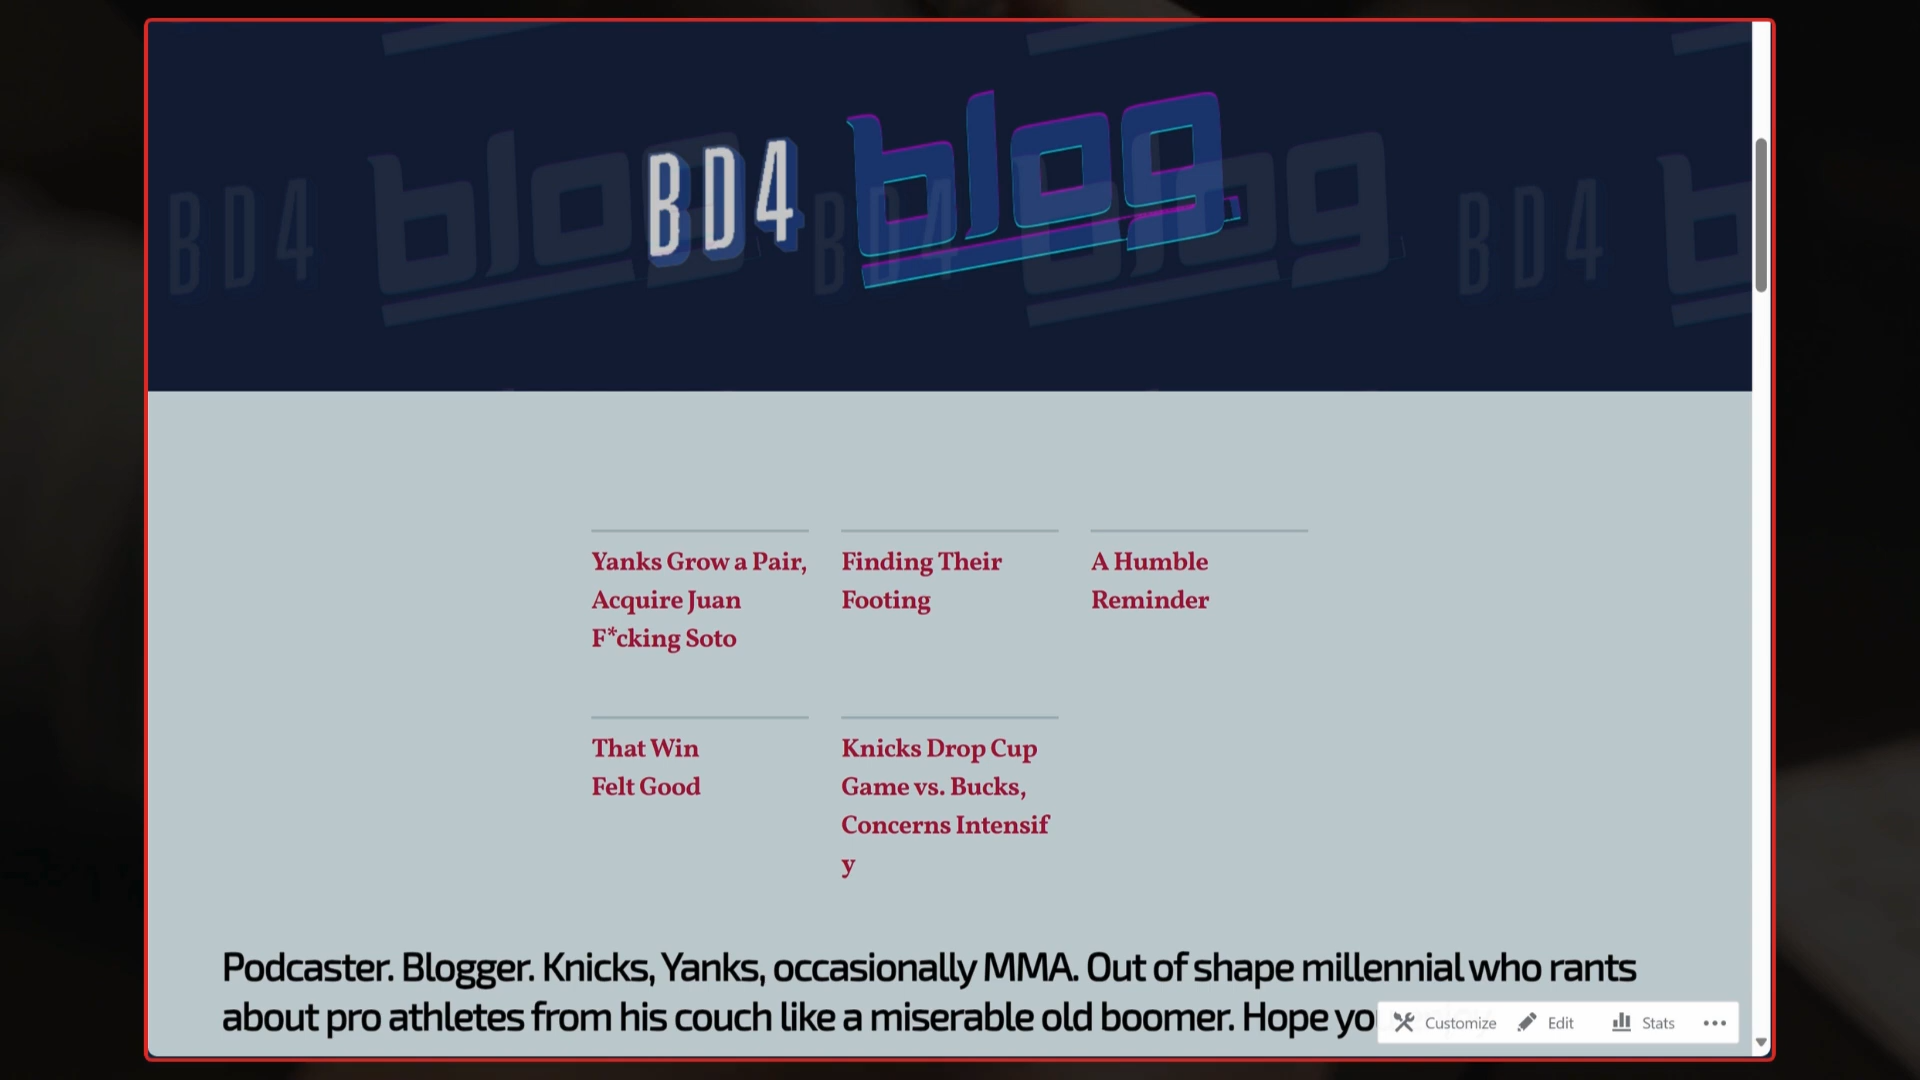 BD4 blog
Yanks Grow a Pair,
Acquire Juan
F*cking Soto
Finding Their
Footing
A Humble
Reminder
That Win
Felt Good
Knicks Drop Cup
Game vs. Bucks,
Concerns Intensif
y
Podcaster. Blogger. Knicks, Yanks, occasionally MMA. Out of shape millennial who rants
about pro athletes from his couch like a miserable old boomer. Hope yo
Customize Edit Stats